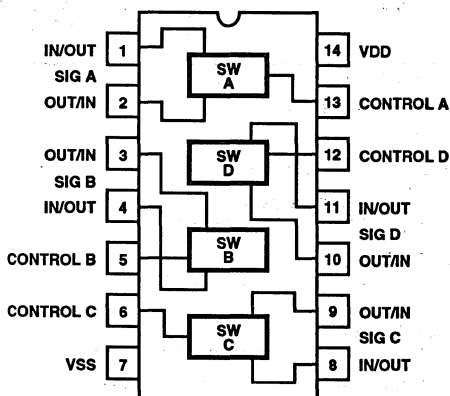 IN/OUT 1 14 VDD
SIG A SW A
OUT/IN 2 13 CONTROL A
OUT/IN 3 SW D 12 CONTROL D
SIG B
IN/OUT 4 11 IN/OUT
SIG D
CONTROL B 5 SW B 10 OUT/IN
CONTROL C 6 9 OUT/IN
SW C SIG C
VSS 7 8 IN/OUT